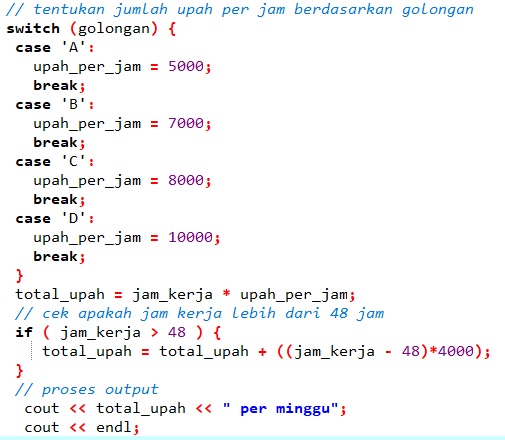 // tentukan jumlah upah per jam berdasarkan golongan
switch (golongan) {
case 'A':
upah_per_jam = 5000;
break;
case 'B':
upah_per_jam = 7000;
break;
case 'C':
upah_per_jam = 8000;
break;
case 'D':
upah_per_jam = 10000;
break;
}
total_upah = jam_kerja * upah_per_jam;
// cek apakah jam kerja lebih dari 48 jam
if ( jam_kerja > 48 ) {
total_upah = total_upah + ((jam_kerja - 48)*4000);
}
// proses output
cout << total_upah << " per minggu";
cout << endl;